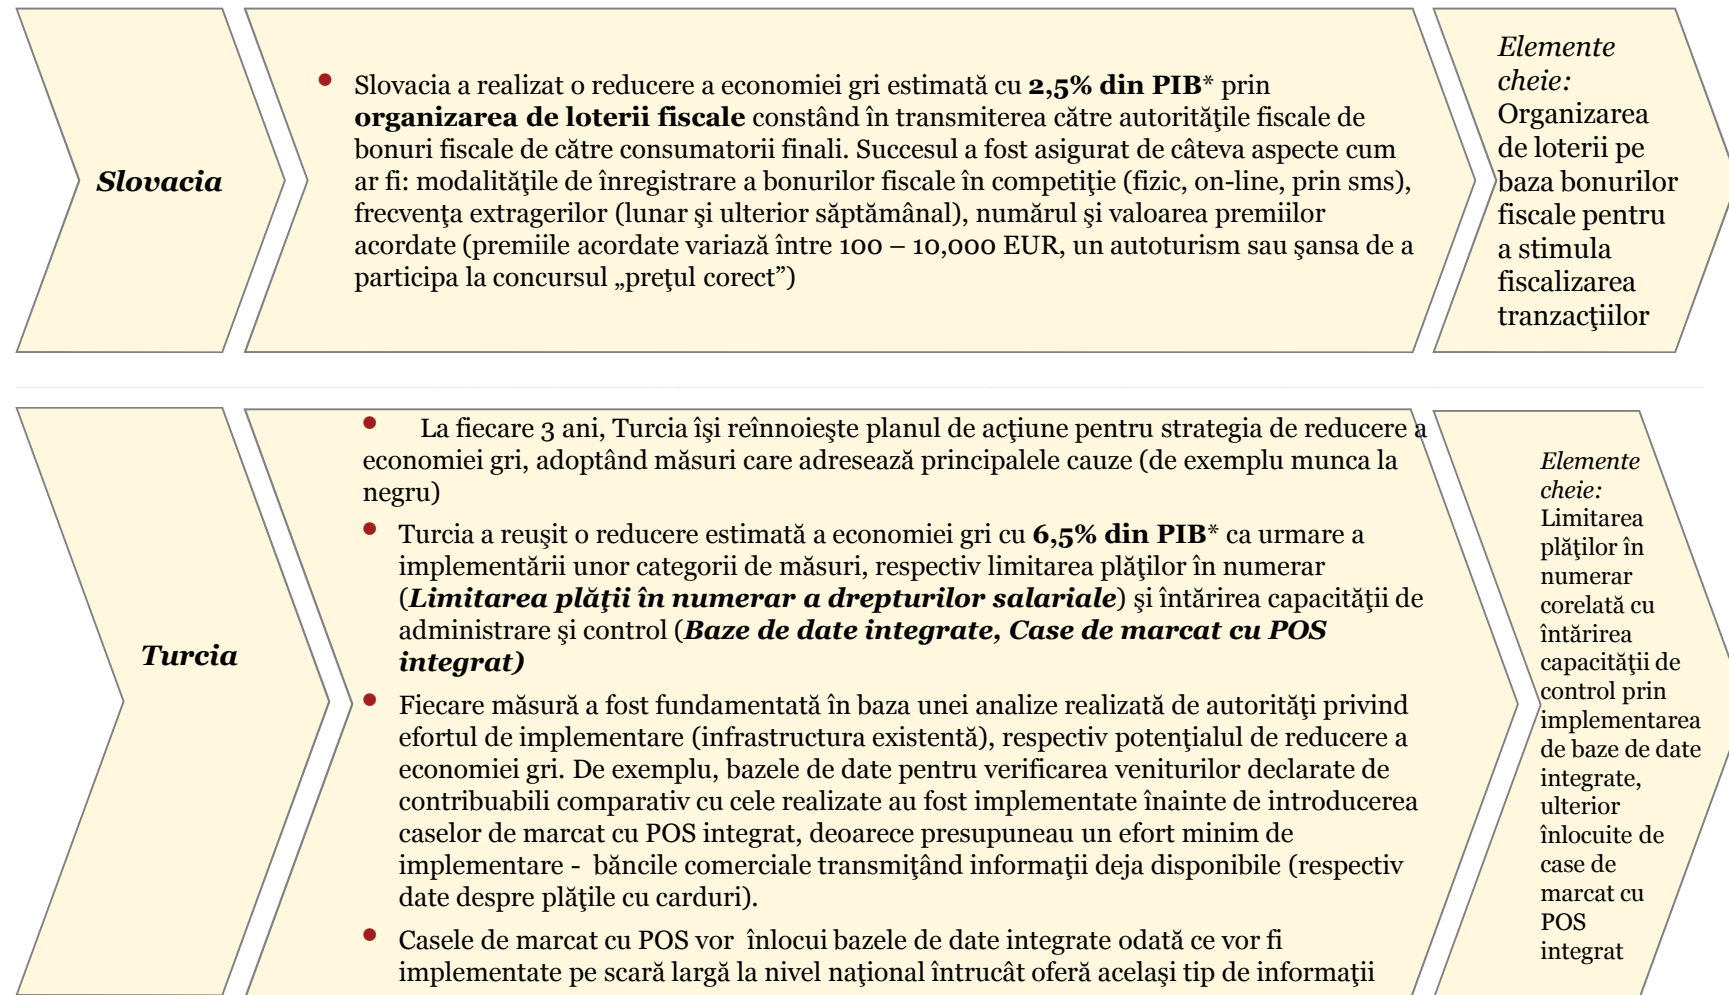 Slovacia
• Slovacia a realizat o reducere a economiei gri estimată cu 2,5% din PIB* prin
organizarea de loterii fiscale constând în transmiterea către autorităţile fiscale de
bonuri fiscale de către consumatorii finali. Succesul a fost asigurat de câteva aspecte cum
ar fi: modalităţile de înregistrare a bonurilor fiscale în competiţie (fizic, on-line, prin sms),
frecvenţa extragerilor (lunar şi ulterior săptămânal), numărul şi valoarea premiilor
acordate (premiile acordate variază între 100 – 10,000 EUR, un autoturism sau şansa de a
participa la concursul „preţul corect”)
Elemente
cheie:
Organizarea
de loterii pe
baza bonurilor
fiscale pentru
a stimula
fiscalizarea
tranzacţiilor
Turcia
• La fiecare 3 ani, Turcia îşi reînnoieşte planul de acţiune pentru strategia de reducere a
economiei gri, adoptând măsuri care adresează principalele cauze (de exemplu munca la
negru)
• Turcia a reuşit o reducere estimată a economiei gri cu 6,5% din PIB* ca urmare a
implementării unor categorii de măsuri, respectiv limitarea plăţilor în numerar
(Limitarea plăţii în numerar a drepturilor salariale) şi întărirea capacităţii de
administrare şi control (Baze de date integrate, Case de marcat cu POS
integrat)
• Fiecare măsură a fost fundamentată în baza unei analize realizată de autorităţi privind
efortul de implementare (infrastructura existentă), respectiv potenţialul de reducere a
economiei gri. De exemplu, bazele de date pentru verificarea veniturilor declarate de
contribuabili comparativ cu cele realizate au fost implementate înainte de introducerea
caselor de marcat cu POS integrat, deoarece presupuneau un efort minim de
implementare - băncile comerciale transmiţând informaţii deja disponibile (respectiv
date despre plăţile cu carduri).
• Casele de marcat cu POS vor înlocui bazele de date integrate odată ce vor fi
implementate pe scară largă la nivel naţional întrucât oferă acelaşi tip de informaţii
Elemente
cheie:
Limitarea
plăţilor în
numerar
corelată cu
întărirea
capacităţii de
control prin
implementarea
de baze de date
integrate,
ulterior
înlocuite de
case de
marcat cu
POS
integrat